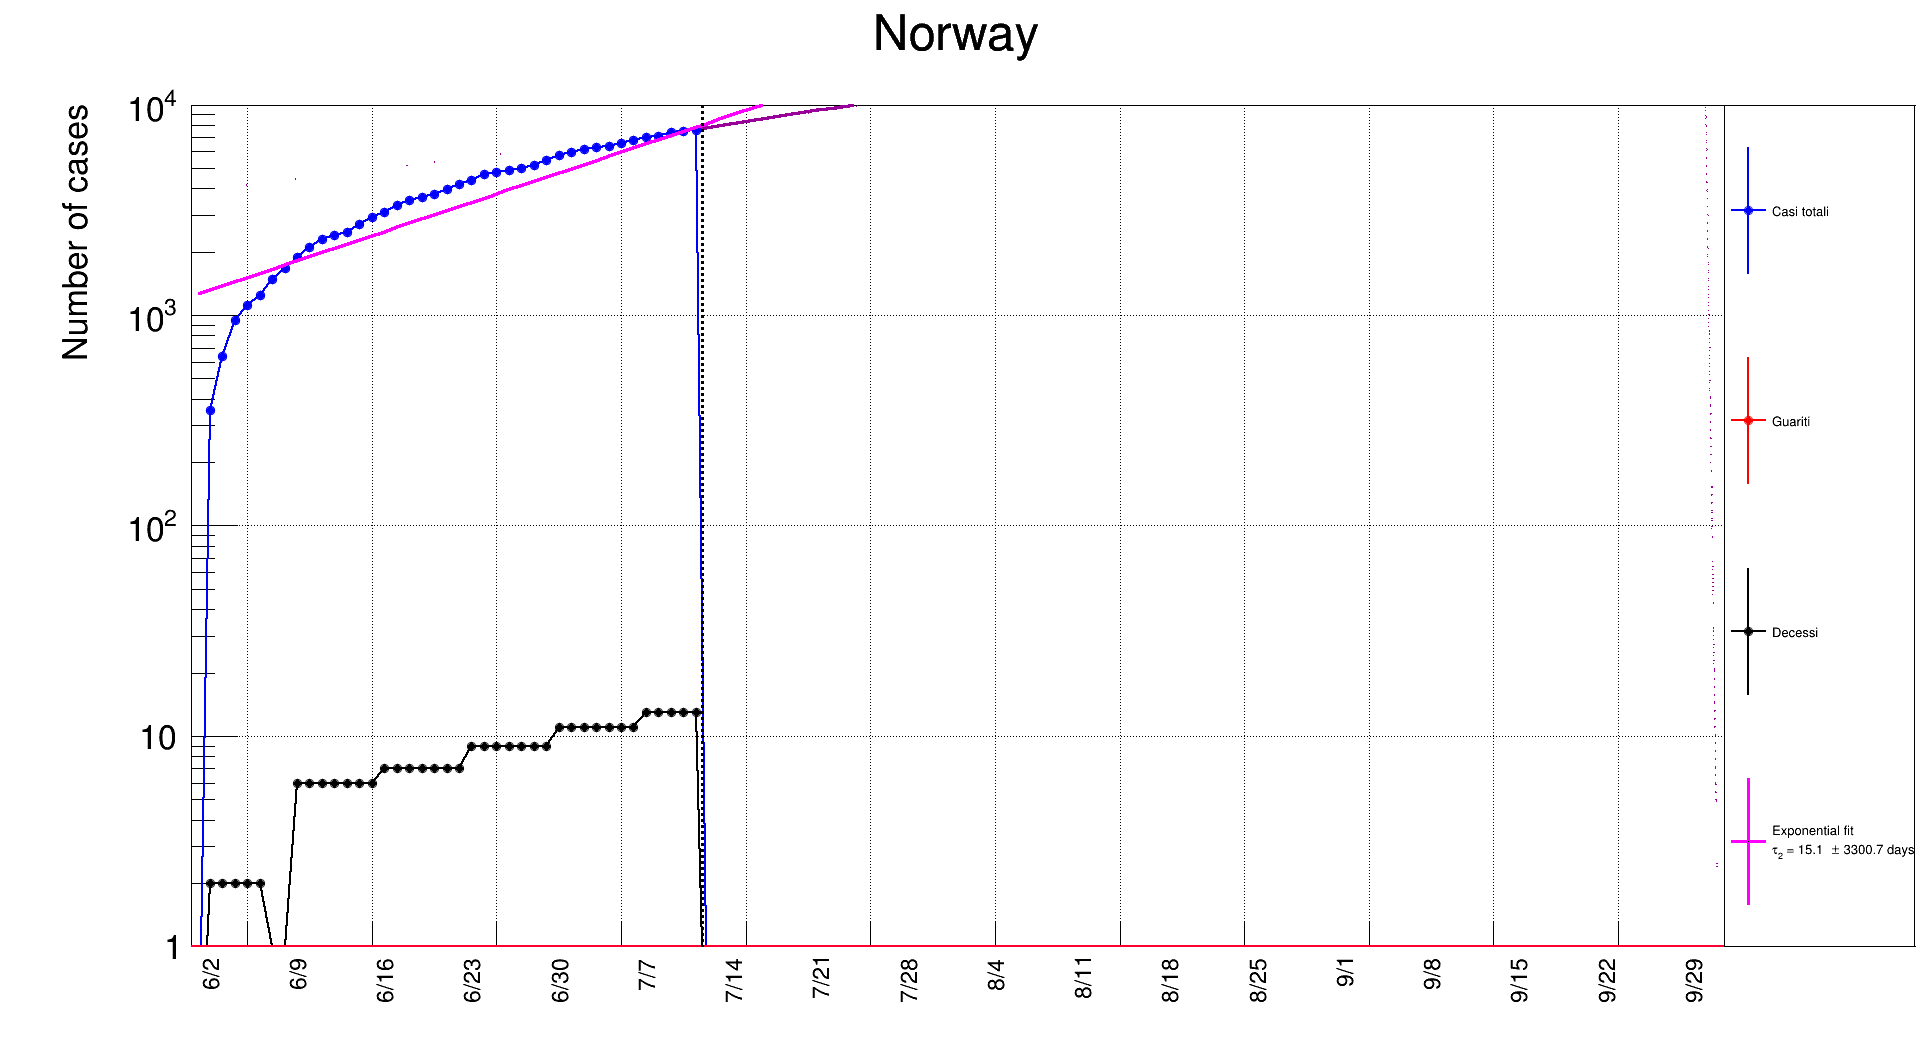 Norway
Number of cases
10^4
10^3
10^2
10
1
6/2 6/9 6/16 6/23 6/30 7/7 7/14 7/21 7/28 8/4 8/11 8/18 8/25 9/1 9/8 9/15 9/22 9/29
Casi totali
Guariti
Decessi
Exponential fit
τ_2 = 15.1 ± 3300.7 days